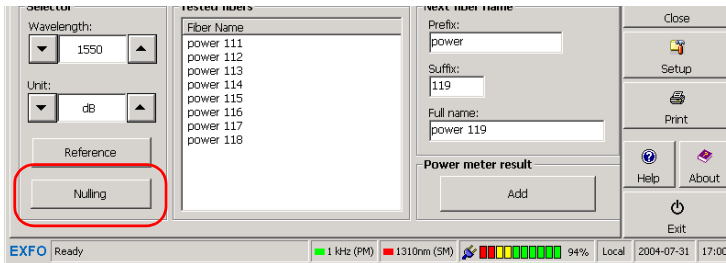 Selector
Wavelength:
1550
Unit:
dB
Reference
Nulling
Tested fibers
Fiber Name
power 111
power 112
power 113
power 114
power 115
power 116
power 117
power 118
Next fiber name
Prefix:
power
Suffix:
119
Full name:
power 119
Power meter result
Add
Close
Setup
Print
Help
About
Exit
EXFO Ready 1 kHz (PM) 1310nm (SM) 94% Local 2004-07-31 17:00